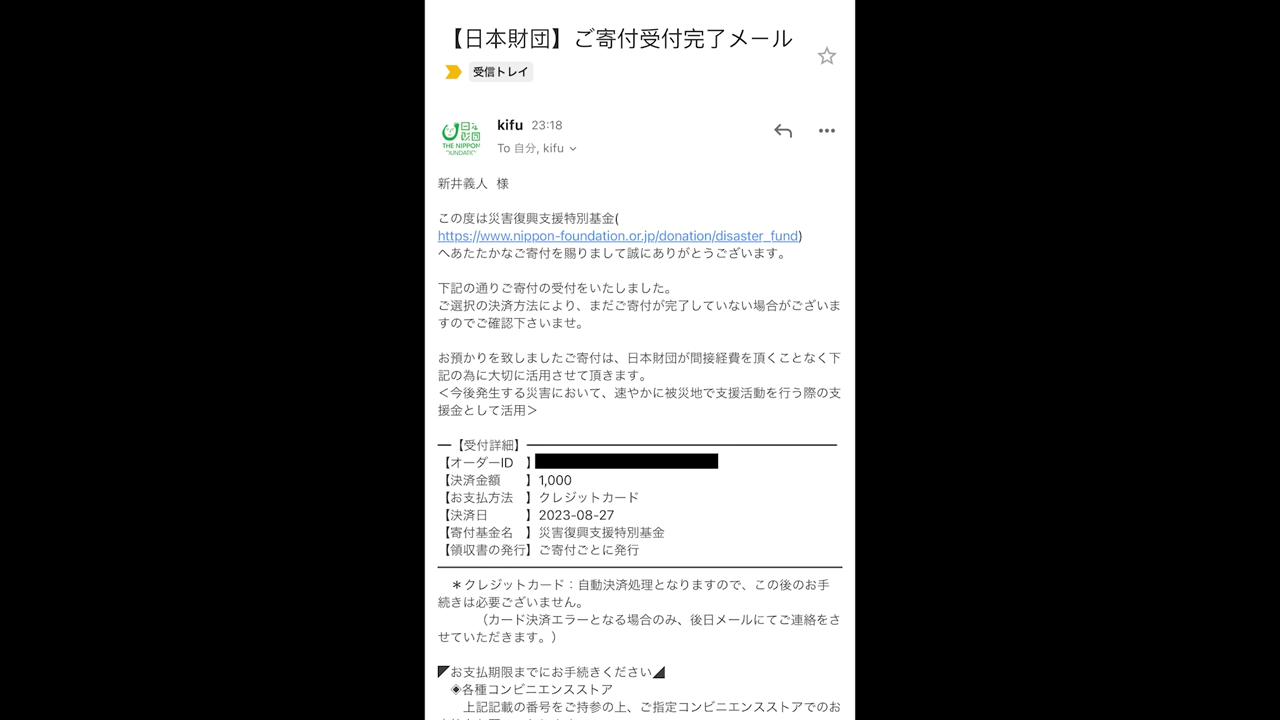 【日本財団】ご寄付受付完了メール
受信トレイ
kifu 23:18
To 自分, kifu
日本財団
THE NIPPON
新井義人 様
この度は災害復興支援特別基金(
https://www.nippon-foundation.or.jp/donation/disaster_fund)
へあたたかなご寄付を賜りまして誠にありがとうございます。
下記の通りご寄付の受付をいたしました。
ご選択の決済方法により、まだご寄付が完了していない場合がございま
すのでご確認下さいませ。
お預かりを致しましたご寄付は、日本財団が間接経費を頂くことなく下
記の為に大切に活用させて頂きます。
＜今後発生する災害において、速やかに被災地で支援活動を行う際の支
援金として活用＞
━【受付詳細】━━━━━━━━━━━━━━━━━━
【オーダーID 】
【決済金額 】1,000
【お支払方法 】クレジットカード
【決済日 】2023-08-27
【寄付基金名 】災害復興支援特別基金
【領収書の発行】ご寄付ごとに発行
＊クレジットカード：自動決済処理となりますので、この後のお手
続きは必要ございません。
（カード決済エラーとなる場合のみ、後日メールにてご連絡をさ
せていただきます。）
◤お支払期限までにお手続きください◢
◈各種コンビニエンスストア
上記記載の番号をご持参の上、ご指定コンビニエンスストアでのお